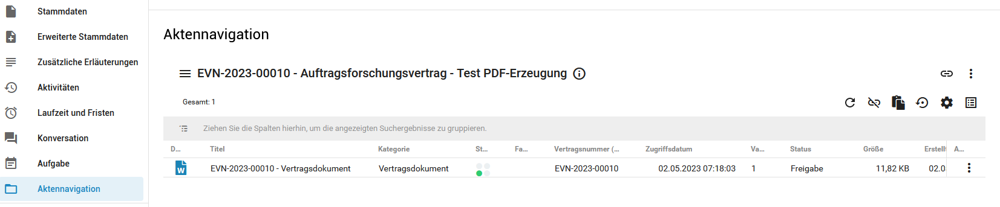 Stammdaten
Erweiterte Stammdaten
Zusätzliche Erläuterungen
Aktivitäten
Laufzeit und Fristen
Konversation
Aufgabe
Aktennavigation
Aktennavigation
EVN-2023-00010 - Auftragsforschungsvertrag - Test PDF-Erzeugung
Gesamt: 1
Ziehen Sie die Spalten hierhin, um die angezeigten Suchergebnisse zu gruppieren.
D... Titel Kategorie St... Fa... Vertragsnummer (... Zugriffsdatum Va... Status Größe Erstellt A...
W EVN-2023-00010 - Vertragsdokument Vertragsdokument EVN-2023-00010 02.05.2023 07:18:03 1 Freigabe 11,82 KB 02.0